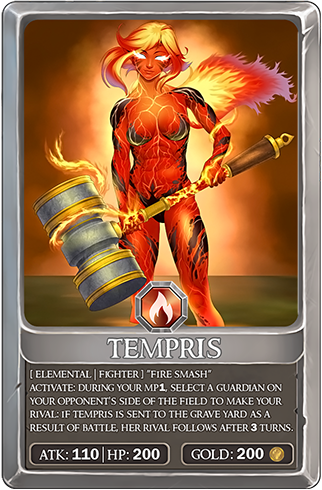 TEMPRIS
[ ELEMENTAL | FIGHTER ] "FIRE SMASH"
ACTIVATE: DURING YOUR MP1, SELECT A GUARDIAN ON
YOUR OPPONENT'S SIDE OF THE FIELD TO MAKE YOUR
RIVAL: IF TEMPRIS IS SENT TO THE GRAVE YARD AS A
RESULT OF BATTLE, HER RIVAL FOLLOWS AFTER 3 TURNS.
ATK: 110 | HP: 200 GOLD: 200